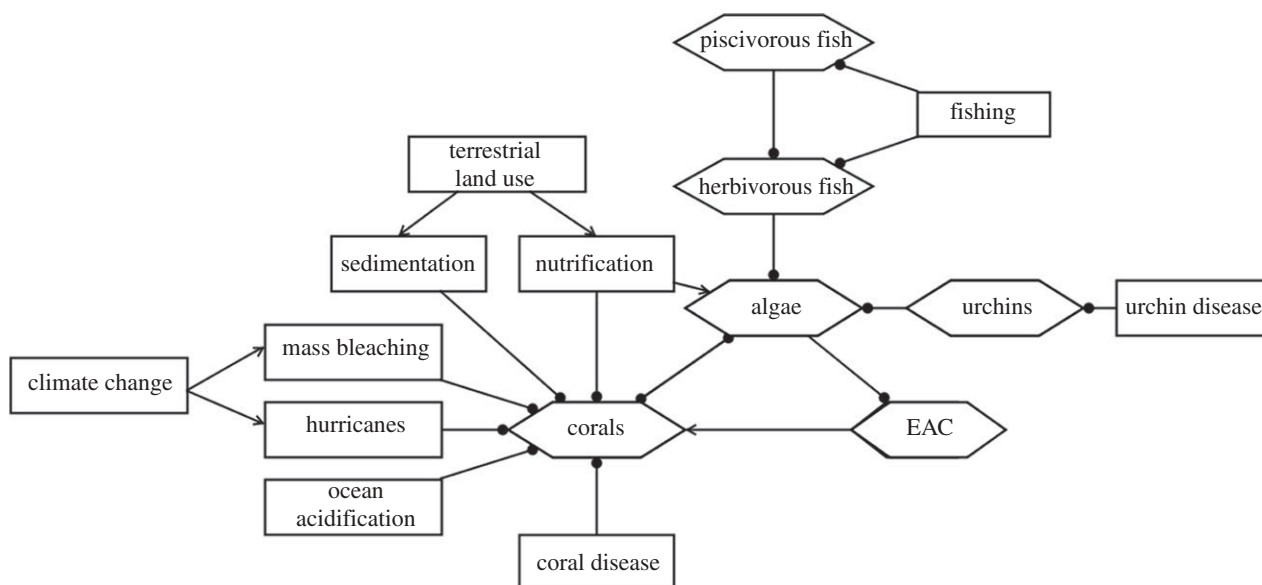 piscivorous fish
fishing
terrestrial
land use
herbivorous fish
sedimentation
nutrification
algae
urchins
urchin disease
mass bleaching
climate change
hurricanes
corals
EAC
ocean
acidification
coral disease